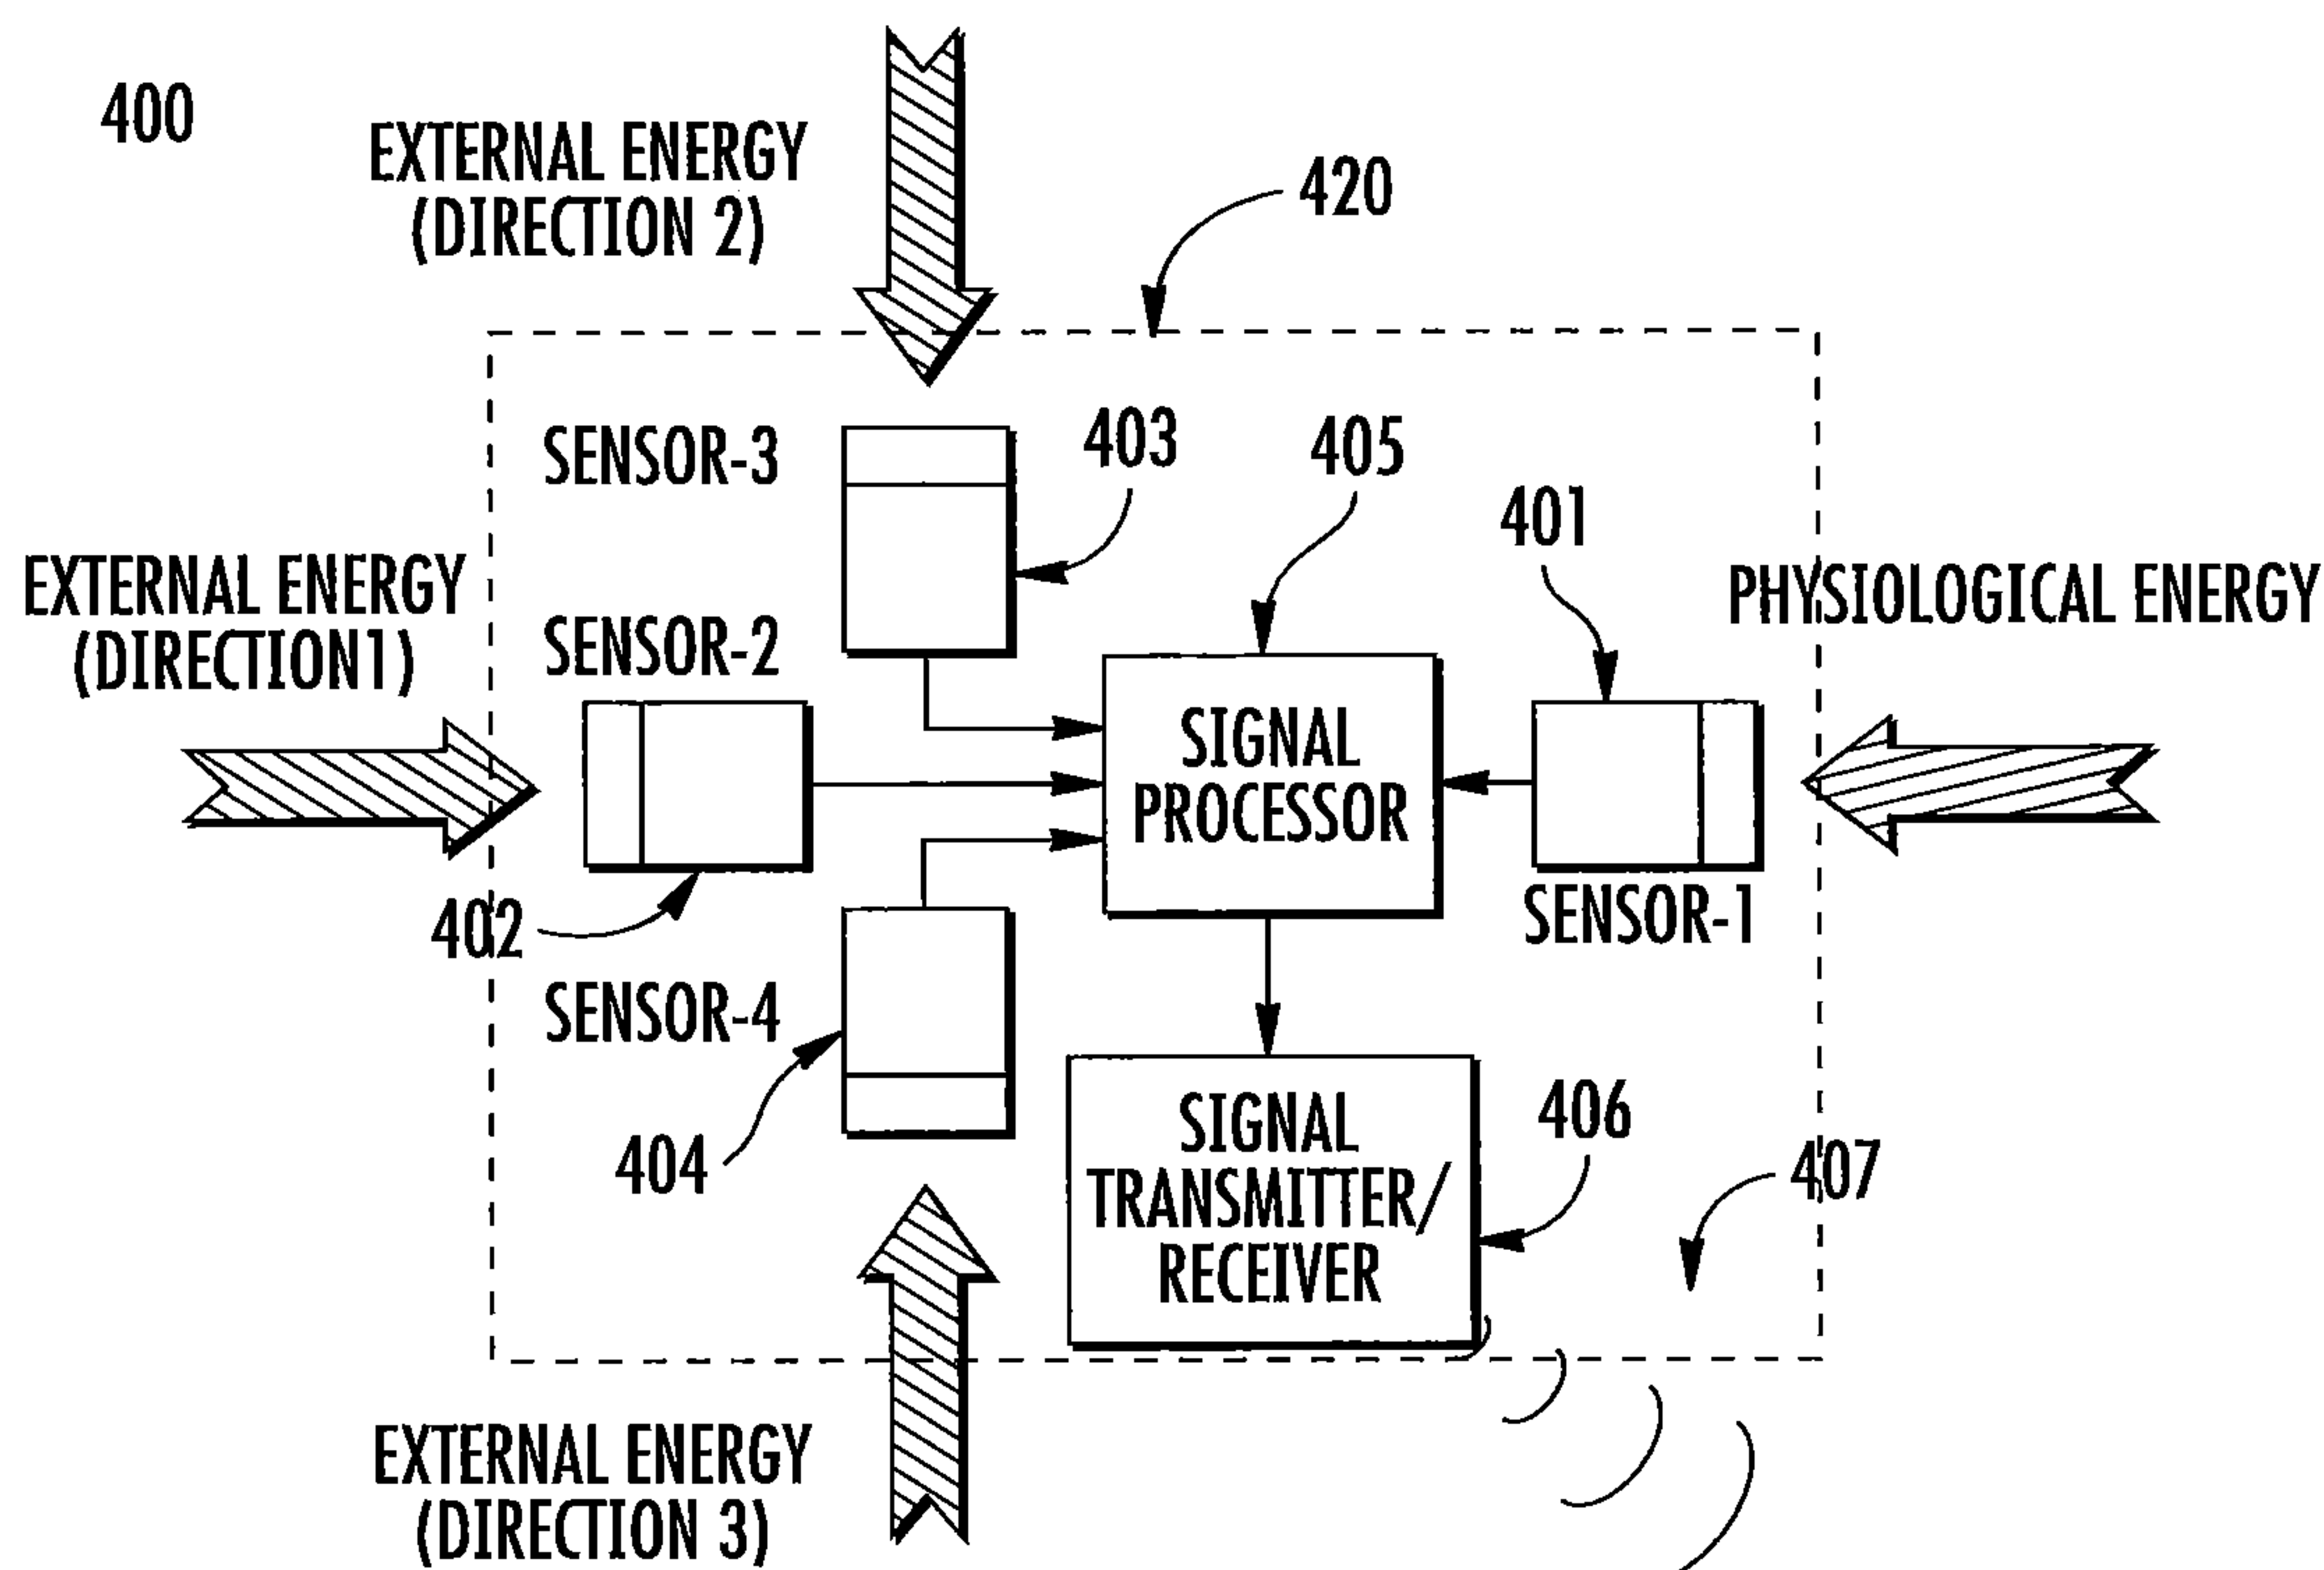 400
EXTERNAL ENERGY
(DIRECTION 2)
420
SENSOR-3
403
405
401
EXTERNAL ENERGY
(DIRECTION1)
SENSOR-2
PHYSIOLOGICAL ENERGY
SIGNAL
PROCESSOR
402
SENSOR-1
SENSOR-4
404
SIGNAL
TRANSMITTER/
RECEIVER
406
407
EXTERNAL ENERGY
(DIRECTION 3)